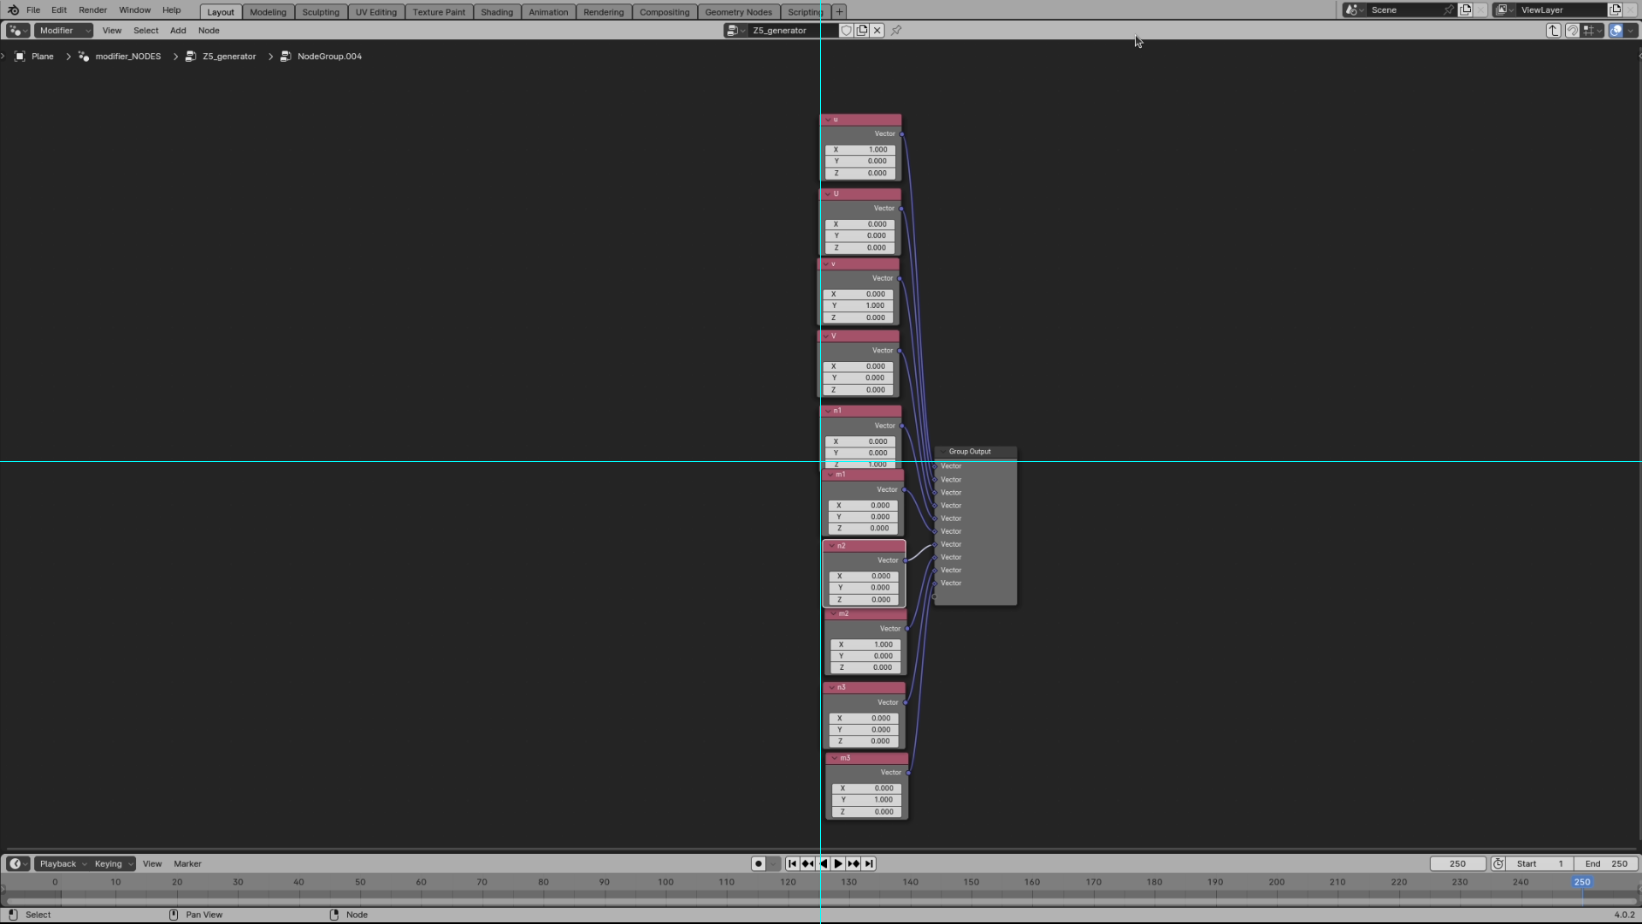 File Edit Render Window Help Layout Modeling Sculpting UV Editing Texture Paint Shading Animation Rendering Compositing Geometry Nodes Scripting + Scene ViewLayer
Modifier View Select Add Node Z5_generator
Plane > modifier_NODES > Z5_generator > NodeGroup.004
u
Vector
X 1.000
Y 0.000
Z 0.000
U
Vector
X 0.000
Y 0.000
Z 0.000
v
Vector
X 0.000
Y 1.000
Z 0.000
V
Vector
X 0.000
Y 0.000
Z 0.000
n1
Vector
X 0.000
Y 0.000
Z 1.000
m1
Vector
X 0.000
Y 0.000
Z 0.000
n2
Vector
X 0.000
Y 0.000
Z 0.000
m2
Vector
X 1.000
Y 0.000
Z 0.000
n3
Vector
X 0.000
Y 0.000
Z 0.000
m3
Vector
X 0.000
Y 1.000
Z 0.000
Group Output
Vector
Vector
Vector
Vector
Vector
Vector
Vector
Vector
Vector
Vector
Playback Keying View Marker 250 Start 1 End 250
0 10 20 30 40 50 60 70 80 90 100 110 120 130 140 150 160 170 180 190 200 210 220 230 240 250
Select Pan View Node 4.0.2